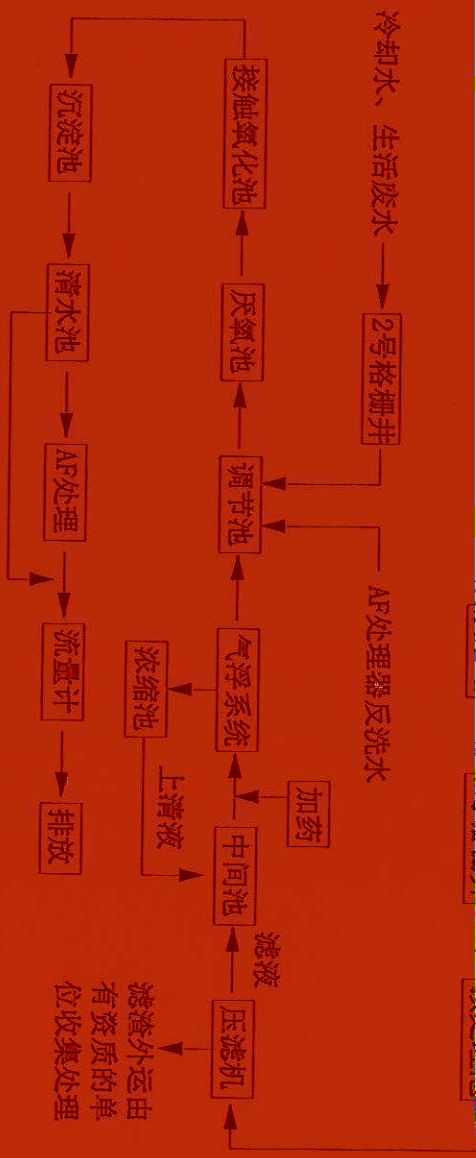 冷却水、生活废水
2号格栅井
AF处理器反洗水
加药
接触氧化池
厌氧池
调节池
气浮系统
中间池
滤液
压滤机
浓缩池
上清液
滤渣外运由
有资质的单
位收集处理
沉淀池
清水池
AF处理
流量计
排放